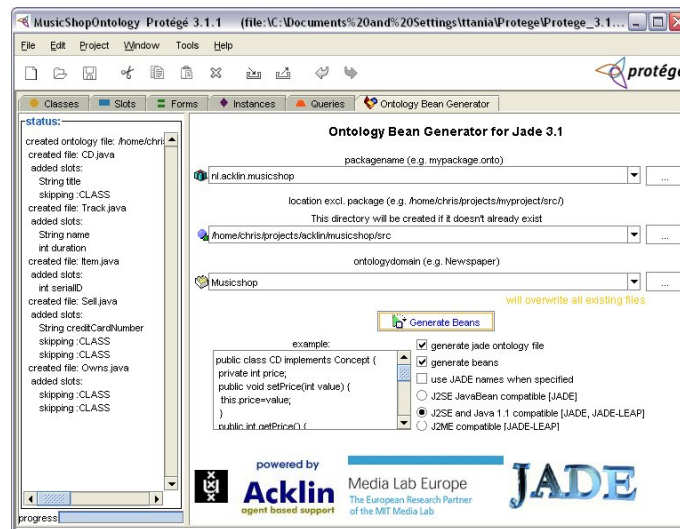 MusicShopOntology Protégé 3.1.1 (file:\C:\Documents%20and%20Settings\ttania\Protege\Protege_3.1...
File Edit Project Window Tools Help
protégé
Classes Slots Forms Instances Queries Ontology Bean Generator
status:
created ontology file: /home/chris
created file: CD.java
added slots:
String title
skipping :CLASS
created file: Track.java
added slots:
String name
int duration
created file: Item.java
added slots:
int serialID
created file: Sell.java
added slots:
String creditCardNumber
skipping :CLASS
skipping :CLASS
created file: Owns.java
added slots:
skipping :CLASS
skipping :CLASS
progress
Ontology Bean Generator for Jade 3.1
packagename (e.g. mypackage.onto)
nl.acklin.musicshop
...
location excl. package (e.g. /home/chris/projects/myproject/src/)
This directory will be created if it doesn't already exist
/home/chris/projects/acklin/musicshop/src
...
ontologydomain (e.g. Newspaper)
Musicshop
...
will overwrite all existing files
Generate Beans
example:
public class CD implements Concept {
private int price;
public void setPrice(int value) {
this.price=value;
}
public int getPrice() {
generate jade ontology file
generate beans
use JADE names when specified
J2SE JavaBean compatible [JADE]
J2SE and Java 1.1 compatible [JADE, JADE-LEAP]
J2ME compatible [JADE-LEAP]
powered by
Acklin
agent based support
Media Lab Europe
The European Research Partner
of the MIT Media Lab
JADE